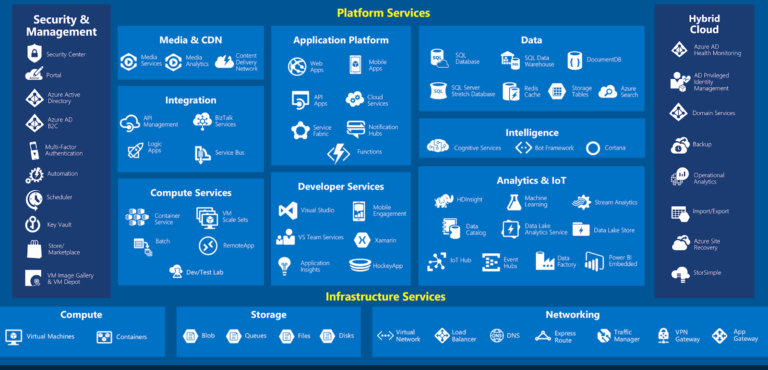 Security &
Management
Security Center
Portal
Azure Active
Directory
Azure AD
B2C
Multi-Factor
Authentication
Automation
Scheduler
Key Vault
Store/
Marketplace
VM Image Gallery
& VM Depot
Platform Services
Media & CDN
Media
Services
Media
Analytics
Content
Delivery
Network
Integration
API
Management
BizTalk
Services
Logic
Apps
Service Bus
Compute Services
Container
Service
VM
Scale Sets
Batch
RemoteApp
Dev/Test Lab
Application Platform
Web
Apps
Mobile
Apps
API
Apps
Cloud
Services
Service
Fabric
Notification
Hubs
Functions
Developer Services
Visual Studio
Mobile
Engagement
VS Team Services
Xamarin
Application
Insights
HockeyApp
Data
SQL
SQL
Database
SQL Data
Warehouse
DocumentDB
SQL
SQL Server
Stretch Database
Redis
Cache
Storage
Tables
Azure
Search
Intelligence
Cognitive Services
Bot Framework
Cortana
Analytics & IoT
HDInsight
Machine
Learning
Stream Analytics
Data
Catalog
Data Lake
Analytics Service
Data Lake Store
IoT Hub
Event
Hubs
Data
Factory
Power BI
Embedded
Hybrid
Cloud
Azure AD
Health Monitoring
AD Privileged
Identity
Management
Domain Services
Backup
Operational
Analytics
Import/Export
Azure Site
Recovery
StorSimple
Infrastructure Services
Compute
Virtual Machines
Containers
Storage
Blob
Queues
Files
Disks
Networking
Virtual
Network
Load
Balancer
DNS
DNS
Express
Route
Traffic
Manager
VPN
Gateway
App
Gateway